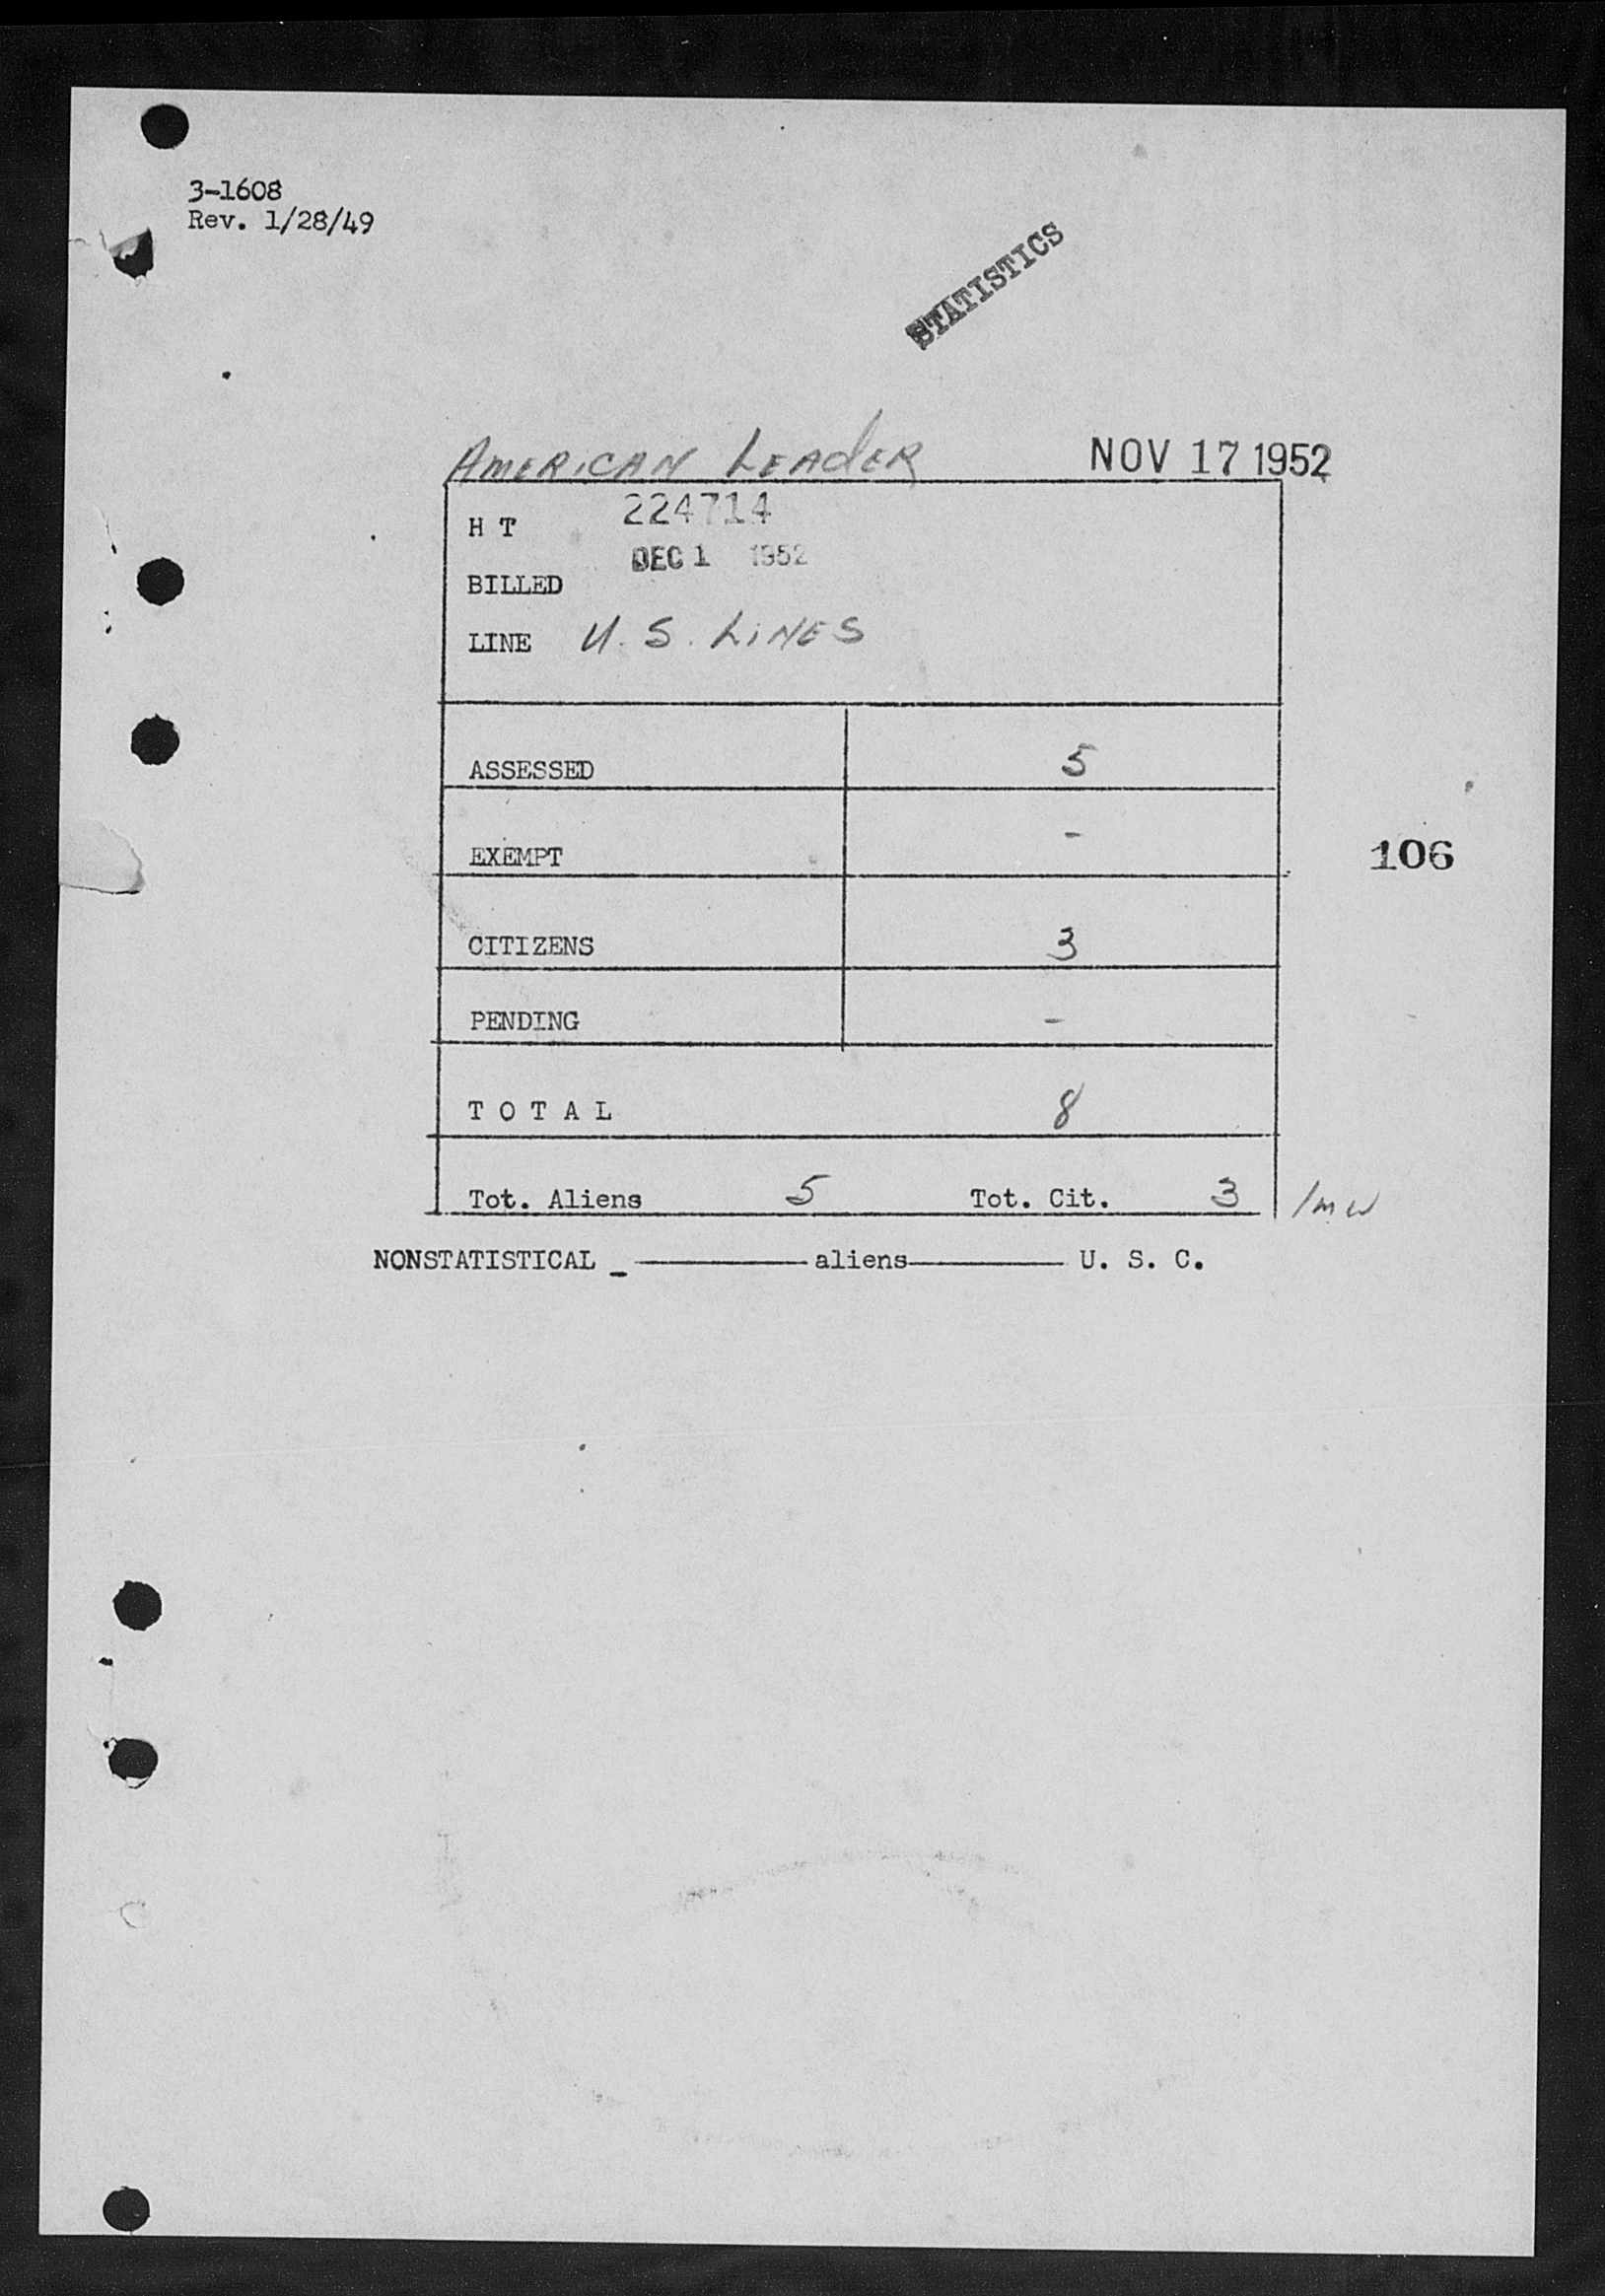 3-1608
Rev. 1/28/49
STATISTICS
AMERICAN LEADER NOV 17 1952
H T 224714
DEC 1 1952
BILLED
LINE U. S. LINES
ASSESSED 5
EXEMPT -
106
CITIZENS 3
PENDING -
T O T A L 8
Tot. Aliens 5 Tot. Cit. 3 /mw
NONSTATISTICAL _ ———— aliens ———— U. S. C.